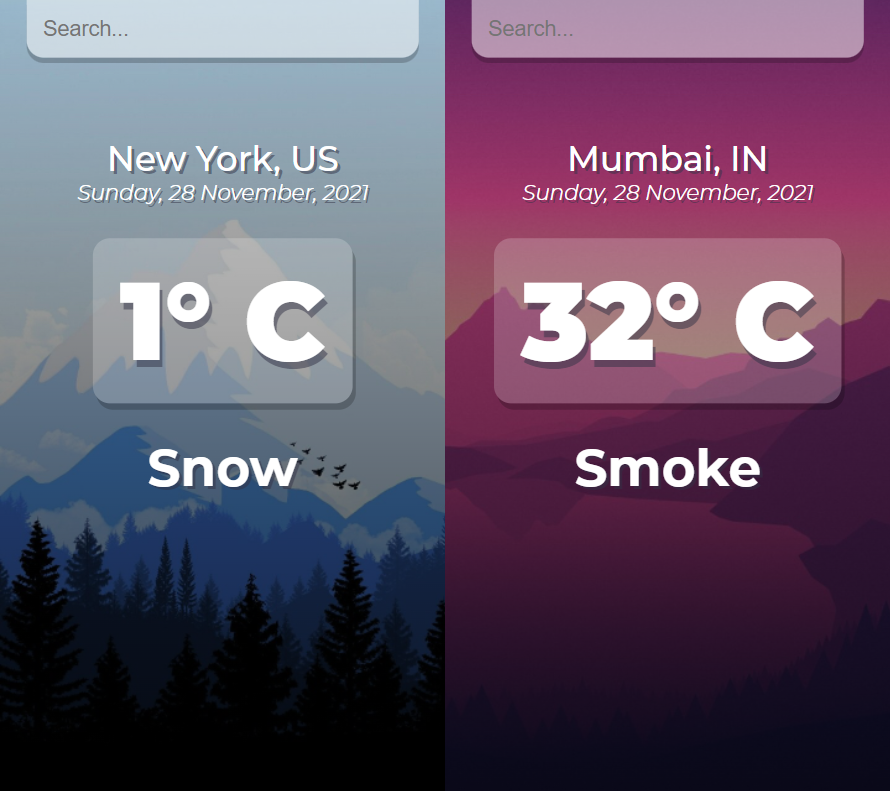 Search...
New York, US
Sunday, 28 November, 2021
1° C
Snow
Search...
Mumbai, IN
Sunday, 28 November, 2021
32° C
Smoke